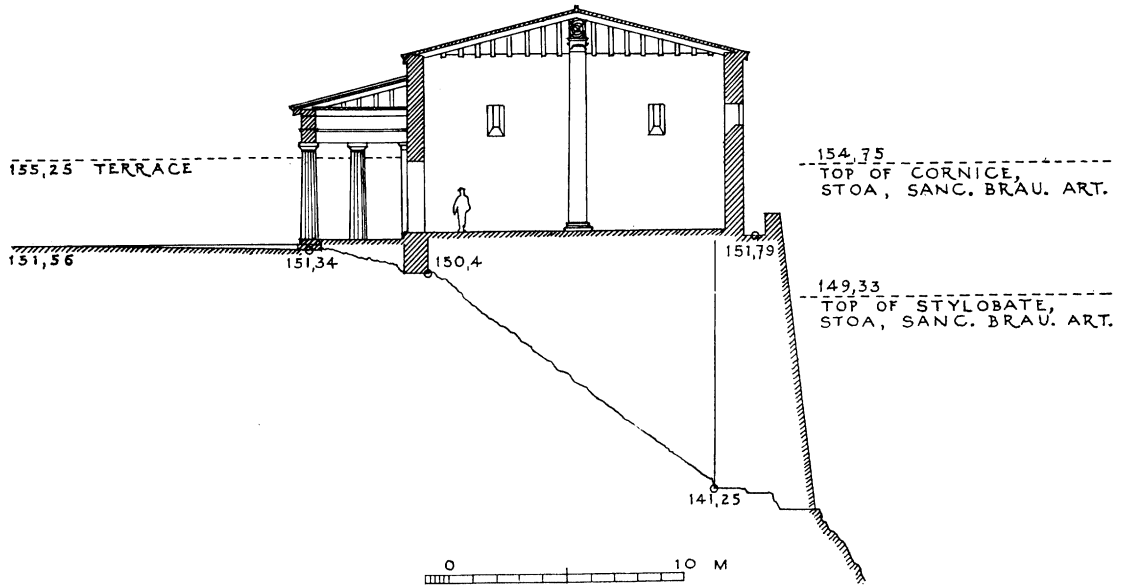 155,25 TERRACE
154,75
TOP OF CORNICE,
STOA, SANC. BRAU. ART.
151,56
151,34
150,4
151,79
149,33
TOP OF STYLOBATE,
STOA, SANC. BRAU. ART.
141,25
0 10 M